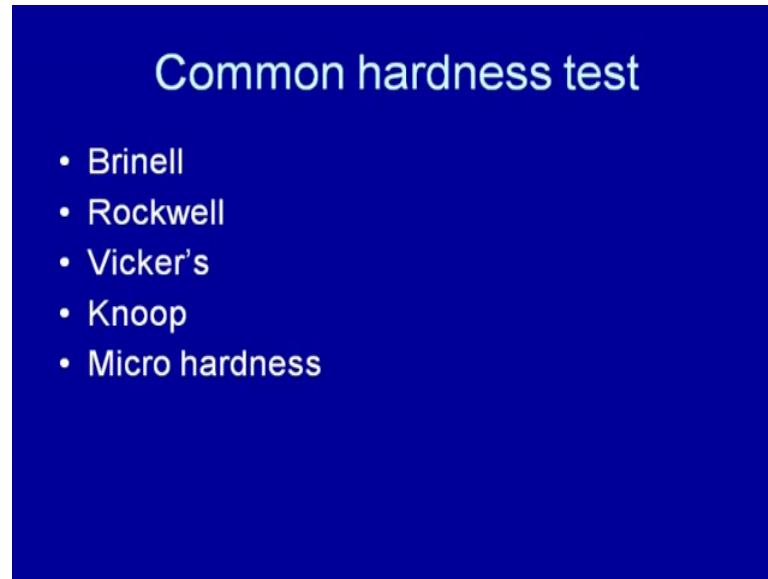 Common hardness test
• Brinell
• Rockwell
• Vicker's
• Knoop
• Micro hardness